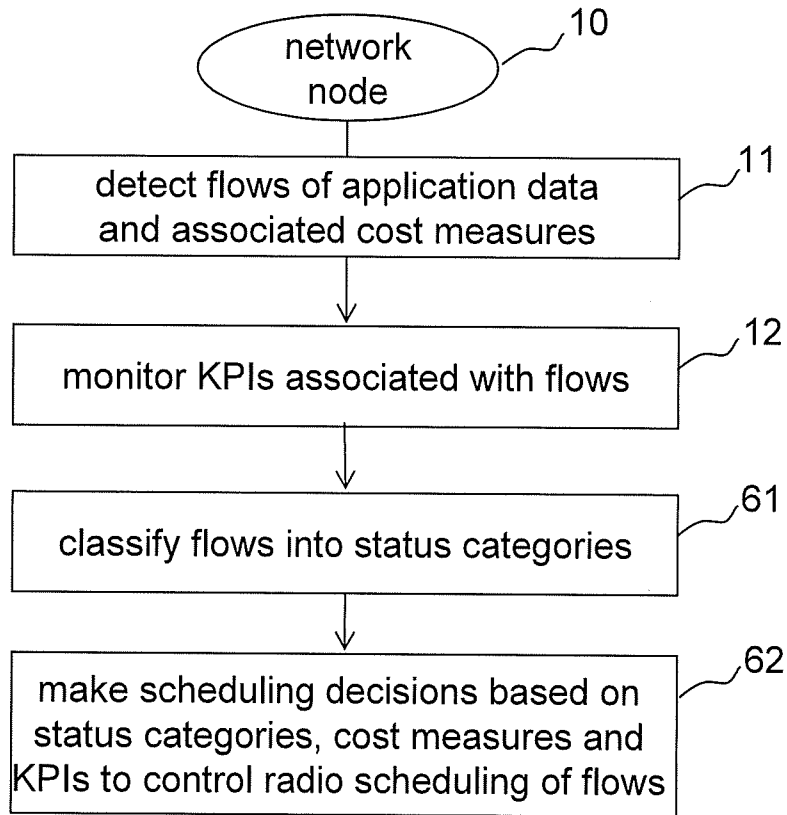 network
node
10
detect flows of application data
and associated cost measures
11
monitor KPIs associated with flows
12
classify flows into status categories
61
make scheduling decisions based on
status categories, cost measures and
KPIs to control radio scheduling of flows
62